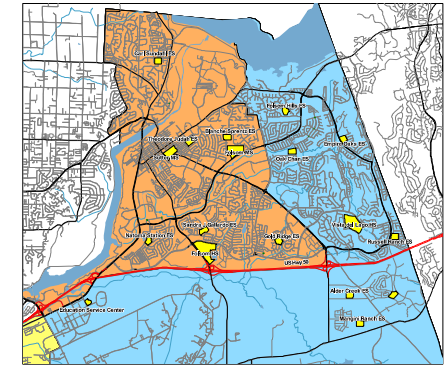 Carl Sundahl ES
Folsom Hills ES
Blanche Sprentz ES
Theodore Judah ES
Empire Oaks ES
Sutter MS
Folsom MS
Oak Chan ES
Sandra J Gallardo ES
Vista del Lago HS
Natoma Station ES
Gold Ridge ES
Russell Ranch ES
Folsom HS
US Hwy 50
Alder Creek ES
Education Service Center
Mangini Ranch ES